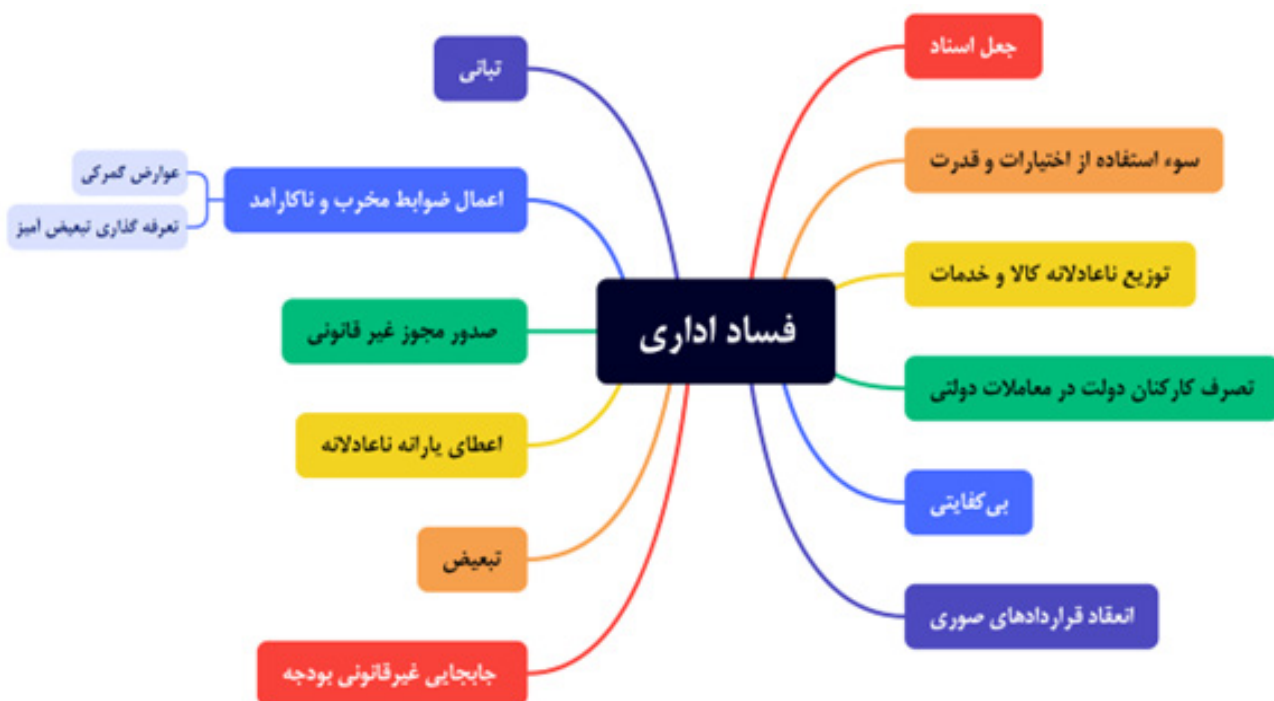 فساد اداری
جعل اسناد
سوء استفاده از اختیارات و قدرت
توزیع ناعادلانه کالا و خدمات
تصرف کارکنان دولت در معاملات دولتی
بی‌کفایتی
انعقاد قراردادهای صوری
تبانی
اعمال ضوابط مخرب و ناکارآمد
عوارض گمرکی
تعرفه گذاری تبعیض آمیز
صدور مجوز غیر قانونی
اعطای یارانه ناعادلانه
تبعیض
جابجایی غیرقانونی بودجه